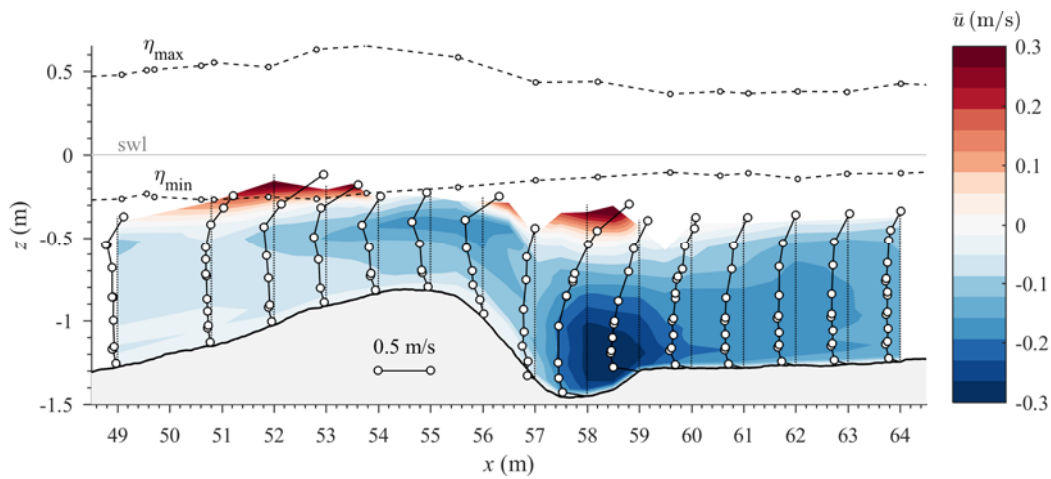 ū (m/s)
η_max
0.5
swl
0
η_min
z (m)
-0.5
-1
0.5 m/s
-1.5
49 50 51 52 53 54 55 56 57 58 59 60 61 62 63 64
x (m)
0.3
0.2
0.1
0
-0.1
-0.2
-0.3